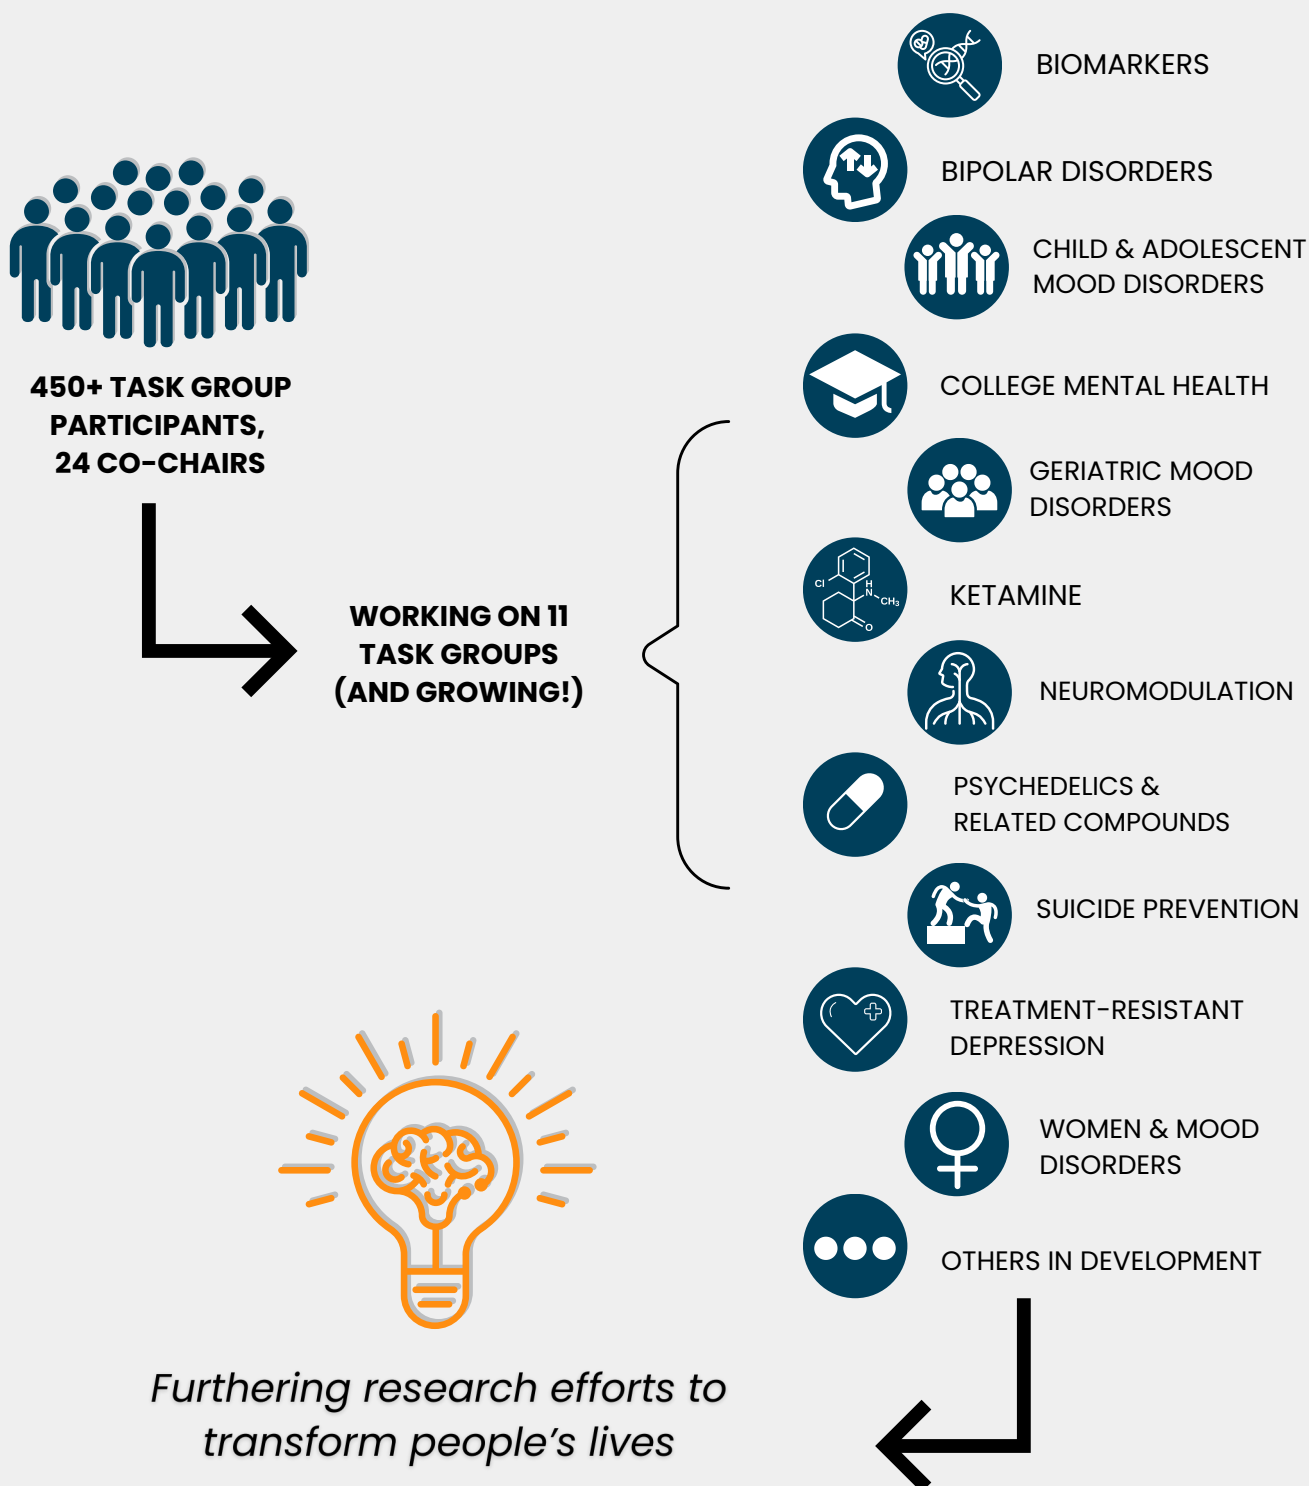 450+ TASK GROUP
PARTICIPANTS,
24 CO-CHAIRS
WORKING ON 11
TASK GROUPS
(AND GROWING!)
BIOMARKERS
BIPOLAR DISORDERS
CHILD & ADOLESCENT
MOOD DISORDERS
COLLEGE MENTAL HEALTH
GERIATRIC MOOD
DISORDERS
Cl
H
N
CH₃
O
KETAMINE
NEUROMODULATION
PSYCHEDELICS &
RELATED COMPOUNDS
SUICIDE PREVENTION
TREATMENT-RESISTANT
DEPRESSION
WOMEN & MOOD
DISORDERS
OTHERS IN DEVELOPMENT
Furthering research efforts to
transform people's lives